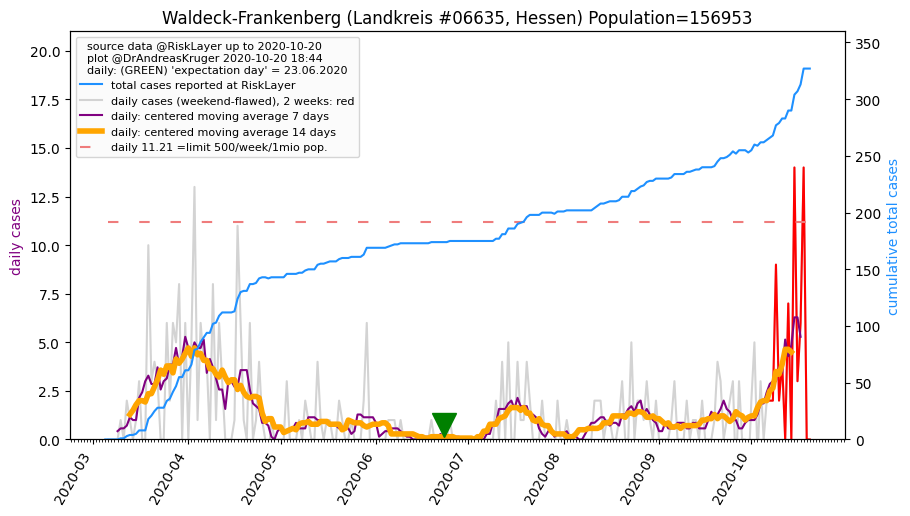 Waldeck-Frankenberg (Landkreis #06635, Hessen) Population=156953
source data @RiskLayer up to 2020-10-20
plot @DrAndreasKruger 2020-10-20 18:44
daily: (GREEN) 'expectation day' = 23.06.2020
total cases reported at RiskLayer
daily cases (weekend-flawed), 2 weeks: red
daily: centered moving average 7 days
daily: centered moving average 14 days
daily 11.21 =limit 500/week/1mio pop.
daily cases
20.0
17.5
15.0
12.5
10.0
7.5
5.0
2.5
0.0
cumulative total cases
350
300
250
200
150
100
50
0
2020-03
2020-04
2020-05
2020-06
2020-07
2020-08
2020-09
2020-10